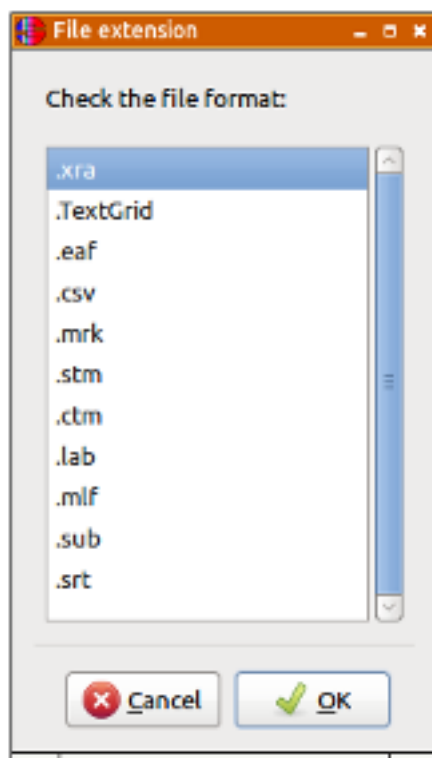 File extension
Check the file format:
.xra
.TextGrid
.eaf
.csv
.mrk
.stm
.ctm
.lab
.mlf
.sub
.srt
Cancel
OK